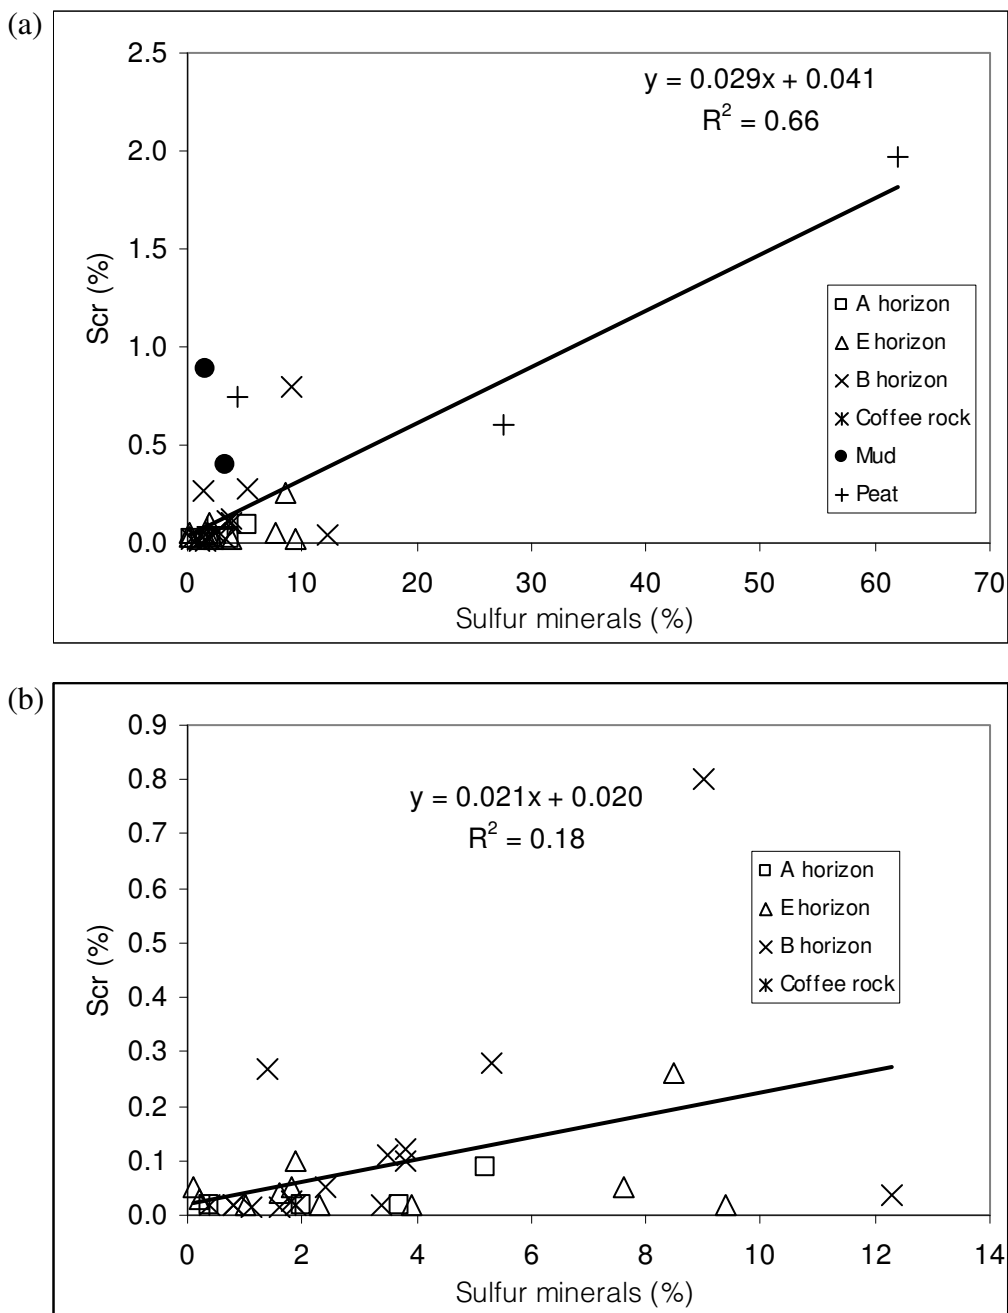 (a)
y = 0.029x + 0.041
R² = 0.66
2.5
2.0
1.5
1.0
0.5
0.0
Scr (%)
A horizon
E horizon
B horizon
Coffee rock
Mud
Peat
0 10 20 30 40 50 60 70
Sulfur minerals (%)
(b)
y = 0.021x + 0.020
R² = 0.18
0.9
0.8
0.7
0.6
0.5
0.4
0.3
0.2
0.1
0.0
Scr (%)
A horizon
E horizon
B horizon
Coffee rock
0 2 4 6 8 10 12 14
Sulfur minerals (%)